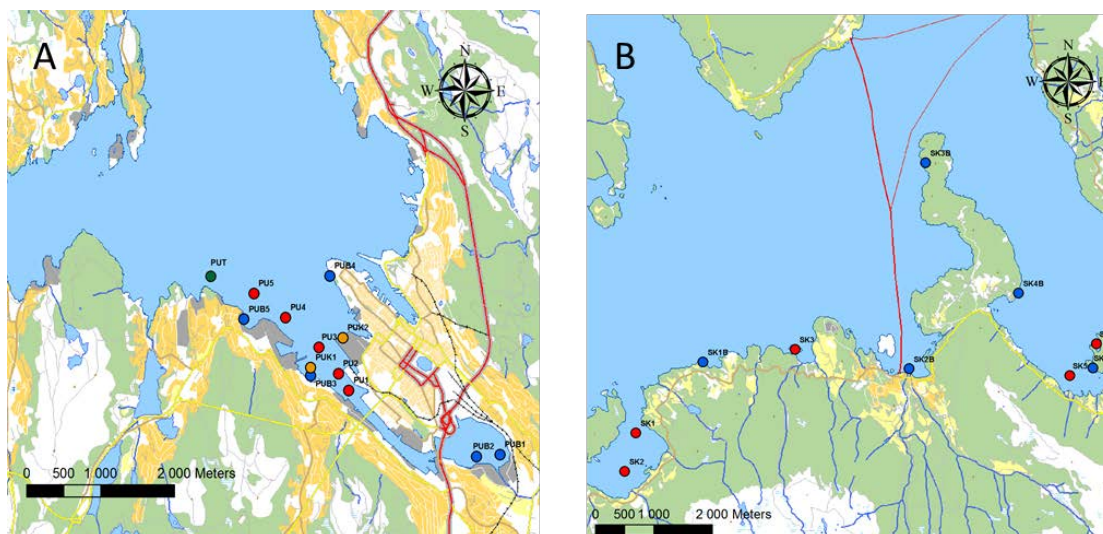 A
N
W
E
S
PUT
PU5
PUB4
PUB5
PU4
PU3
PUK2
PUK1
PUB3
PU2
PU1
PUB2
PUB1
0 500 1 000 2 000 Meters
B
N
W
S
SK3B
SK4B
SK1B
SK3
SK2B
SK5
SK1
SK2
0 500 1 000 2 000 Meters